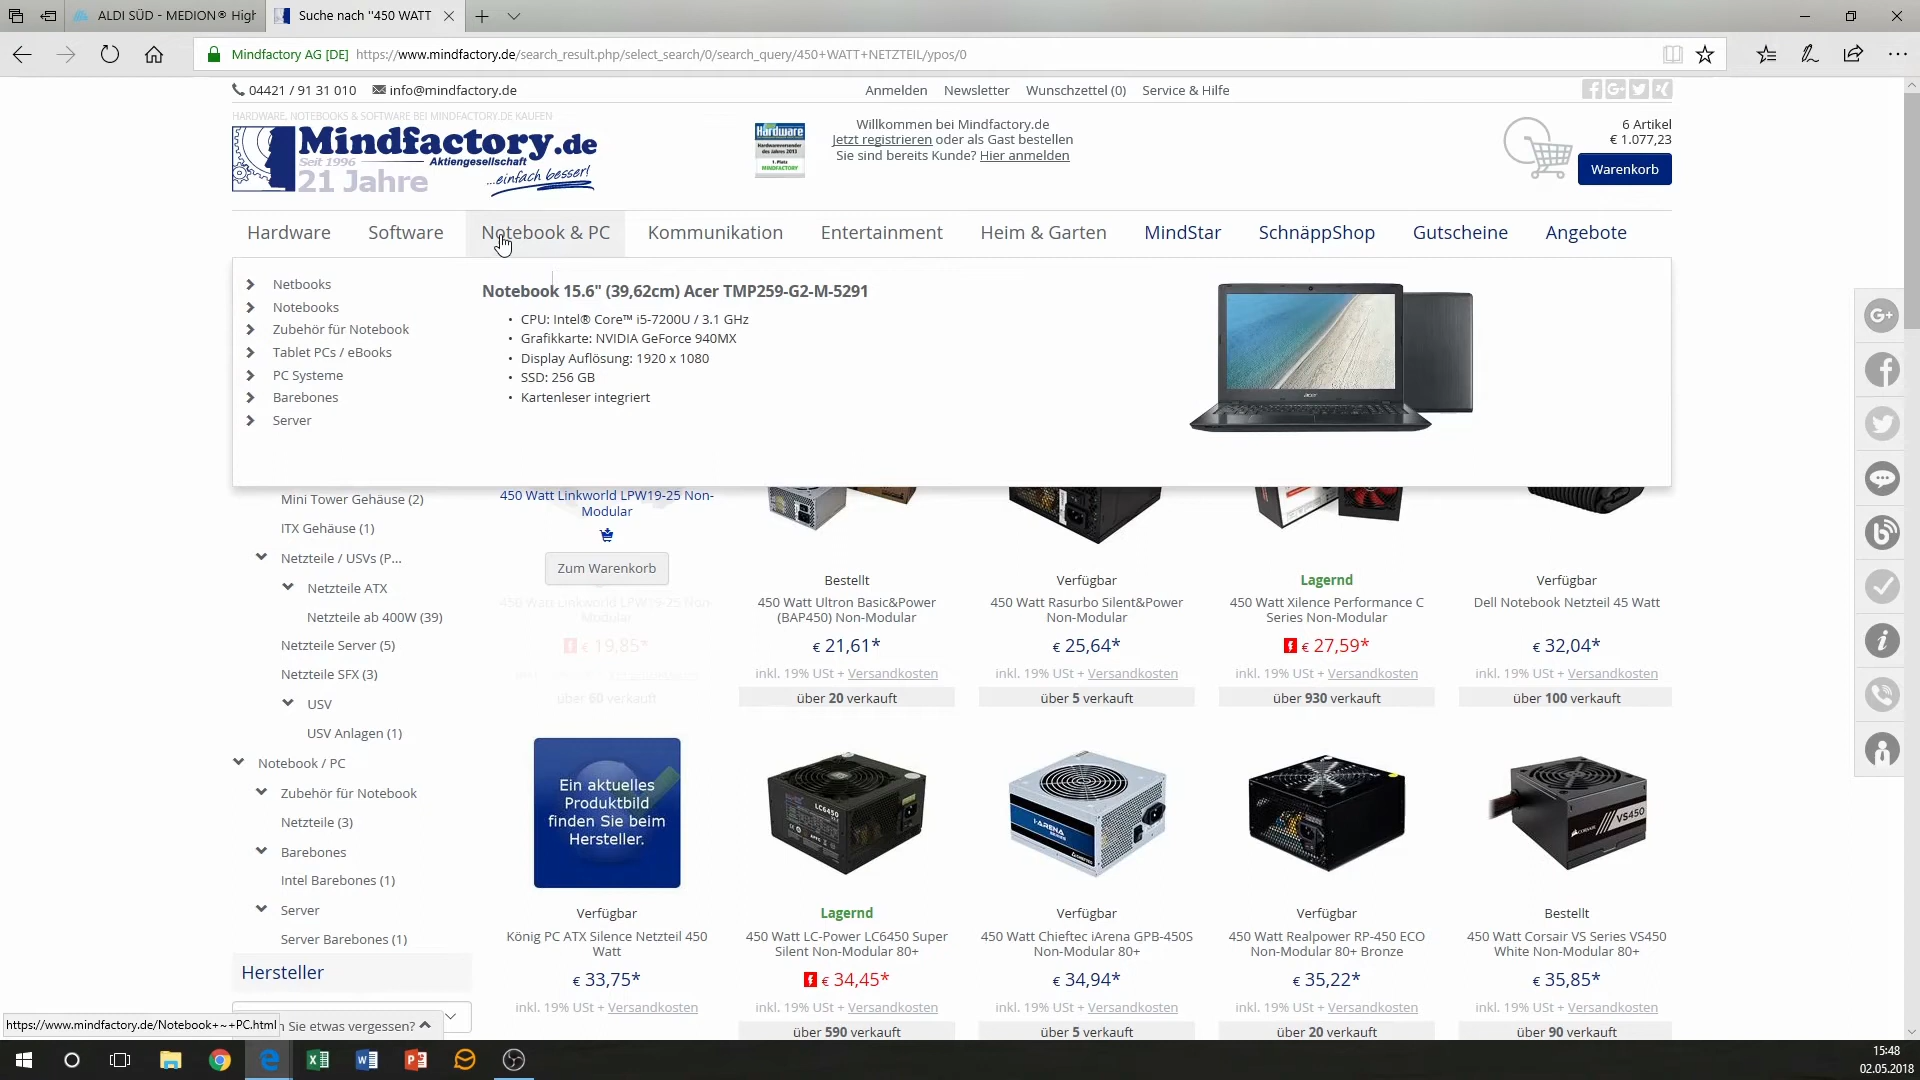 ALDI SÜD - MEDION® High
Suche nach "450 WATT
Mindfactory AG [DE] https://www.mindfactory.de/search_result.php/select_search/0/search_query/450+WATT+NETZTEIL/ypos/0
04421 / 91 31 010 info@mindfactory.de
Anmelden Newsletter Wunschzettel (0) Service & Hilfe
HARDWARE, NOTEBOOKS & SOFTWARE BEI MINDFACTORY.DE KAUFEN
Mindfactory.de
Seit 1996 Aktiengesellschaft
21 Jahre ...einfach besser!
Hardware
1. Platz
MINDFACTORY
Willkommen bei Mindfactory.de
Jetzt registrieren oder als Gast bestellen
Sie sind bereits Kunde? Hier anmelden
6 Artikel
€ 1.077,23
Warenkorb
Hardware Software Notebook & PC Kommunikation Entertainment Heim & Garten MindStar SchnäppShop Gutscheine Angebote
Netbooks
Notebooks
Zubehör für Notebook
Tablet PCs / eBooks
PC Systeme
Barebones
Server
Notebook 15.6" (39,62cm) Acer TMP259-G2-M-5291
• CPU: Intel® Core™ i5-7200U / 3.1 GHz
• Grafikkarte: NVIDIA GeForce 940MX
• Display Auflösung: 1920 x 1080
• SSD: 256 GB
• Kartenleser integriert
acer
Mini Tower Gehäuse (2)
ITX Gehäuse (1)
Netzteile / USVs (P...
Netzteile ATX
Netzteile ab 400W (39)
Netzteile Server (5)
Netzteile SFX (3)
USV
USV Anlagen (1)
Notebook / PC
Zubehör für Notebook
Netzteile (3)
Barebones
Intel Barebones (1)
Server
Server Barebones (1)
Hersteller
n Sie etwas vergessen?
450 Watt Linkworld LPW19-25 Non-
Modular
Zum Warenkorb
450 Watt Linkworld LPW19-25 Non-
Modular
€ 19,85*
über 60 verkauft
Bestellt
450 Watt Ultron Basic&Power
(BAP450) Non-Modular
€ 21,61*
inkl. 19% USt + Versandkosten
über 20 verkauft
Verfügbar
450 Watt Rasurbo Silent&Power
Non-Modular
€ 25,64*
inkl. 19% USt + Versandkosten
über 5 verkauft
Lagernd
450 Watt Xilence Performance C
Series Non-Modular
€ 27,59*
inkl. 19% USt + Versandkosten
über 930 verkauft
Verfügbar
Dell Notebook Netzteil 45 Watt
€ 32,04*
inkl. 19% USt + Versandkosten
über 100 verkauft
Ein aktuelles
Produktbild
finden Sie beim
Hersteller.
Verfügbar
König PC ATX Silence Netzteil 450
Watt
€ 33,75*
inkl. 19% USt + Versandkosten
LC6450
Lagernd
450 Watt LC-Power LC6450 Super
Silent Non-Modular 80+
€ 34,45*
inkl. 19% USt + Versandkosten
über 590 verkauft
i-ARENA
Verfügbar
450 Watt Chieftec iArena GPB-450S
Non-Modular 80+
€ 34,94*
inkl. 19% USt + Versandkosten
über 5 verkauft
Verfügbar
450 Watt Realpower RP-450 ECO
Non-Modular 80+ Bronze
€ 35,22*
inkl. 19% USt + Versandkosten
über 20 verkauft
CORSAIR VS450
Bestellt
450 Watt Corsair VS Series VS450
White Non-Modular 80+
€ 35,85*
inkl. 19% USt + Versandkosten
über 90 verkauft
https://www.mindfactory.de/Notebook+~+PC.html
15:48
02.05.2018